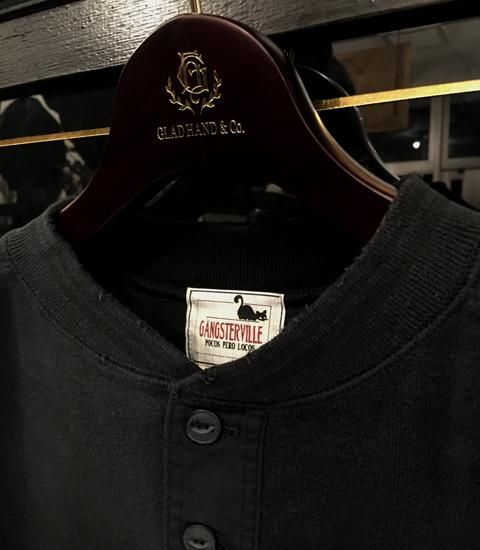 GLAD HAND & Co.
GANGSTERVILLE
POCOS PERO LOCOS